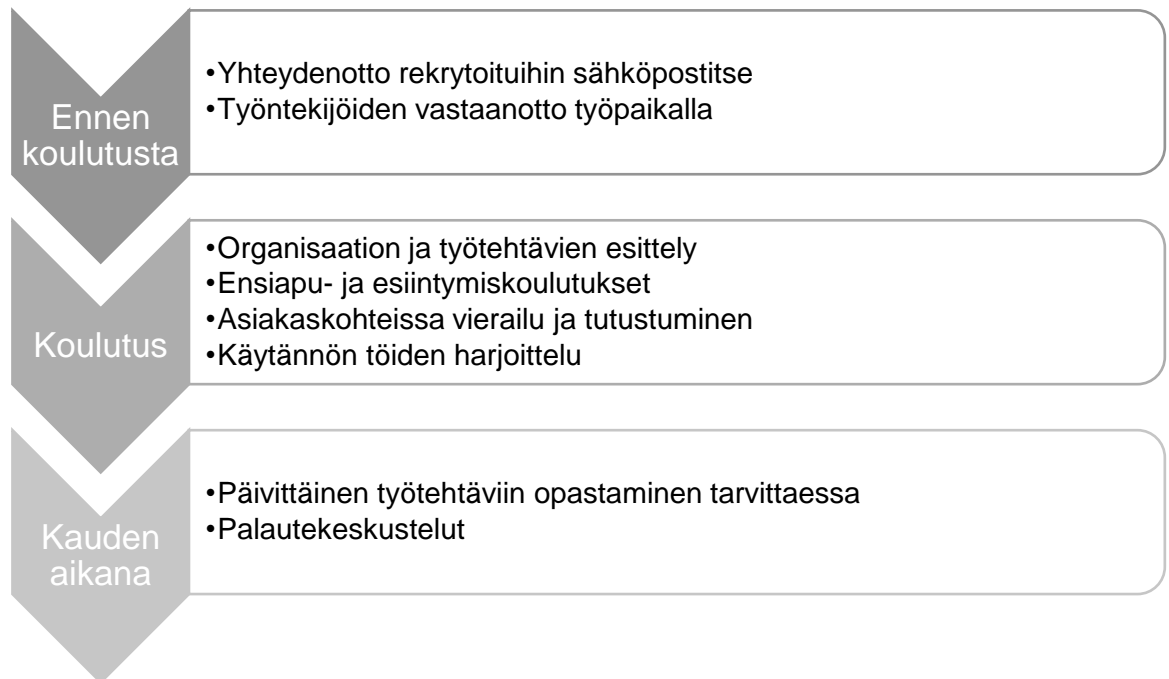 Ennen
koulutusta
•Yhteydenotto rekrytoituihin sähköpostitse
•Työntekijöiden vastaanotto työpaikalla
Koulutus
•Organisaation ja työtehtävien esittely
•Ensiapu- ja esiintymiskoulutukset
•Asiakaskohteissa vierailu ja tutustuminen
•Käytännön töiden harjoittelu
Kauden
aikana
•Päivittäinen työtehtäviin opastaminen tarvittaessa
•Palautekeskustelut